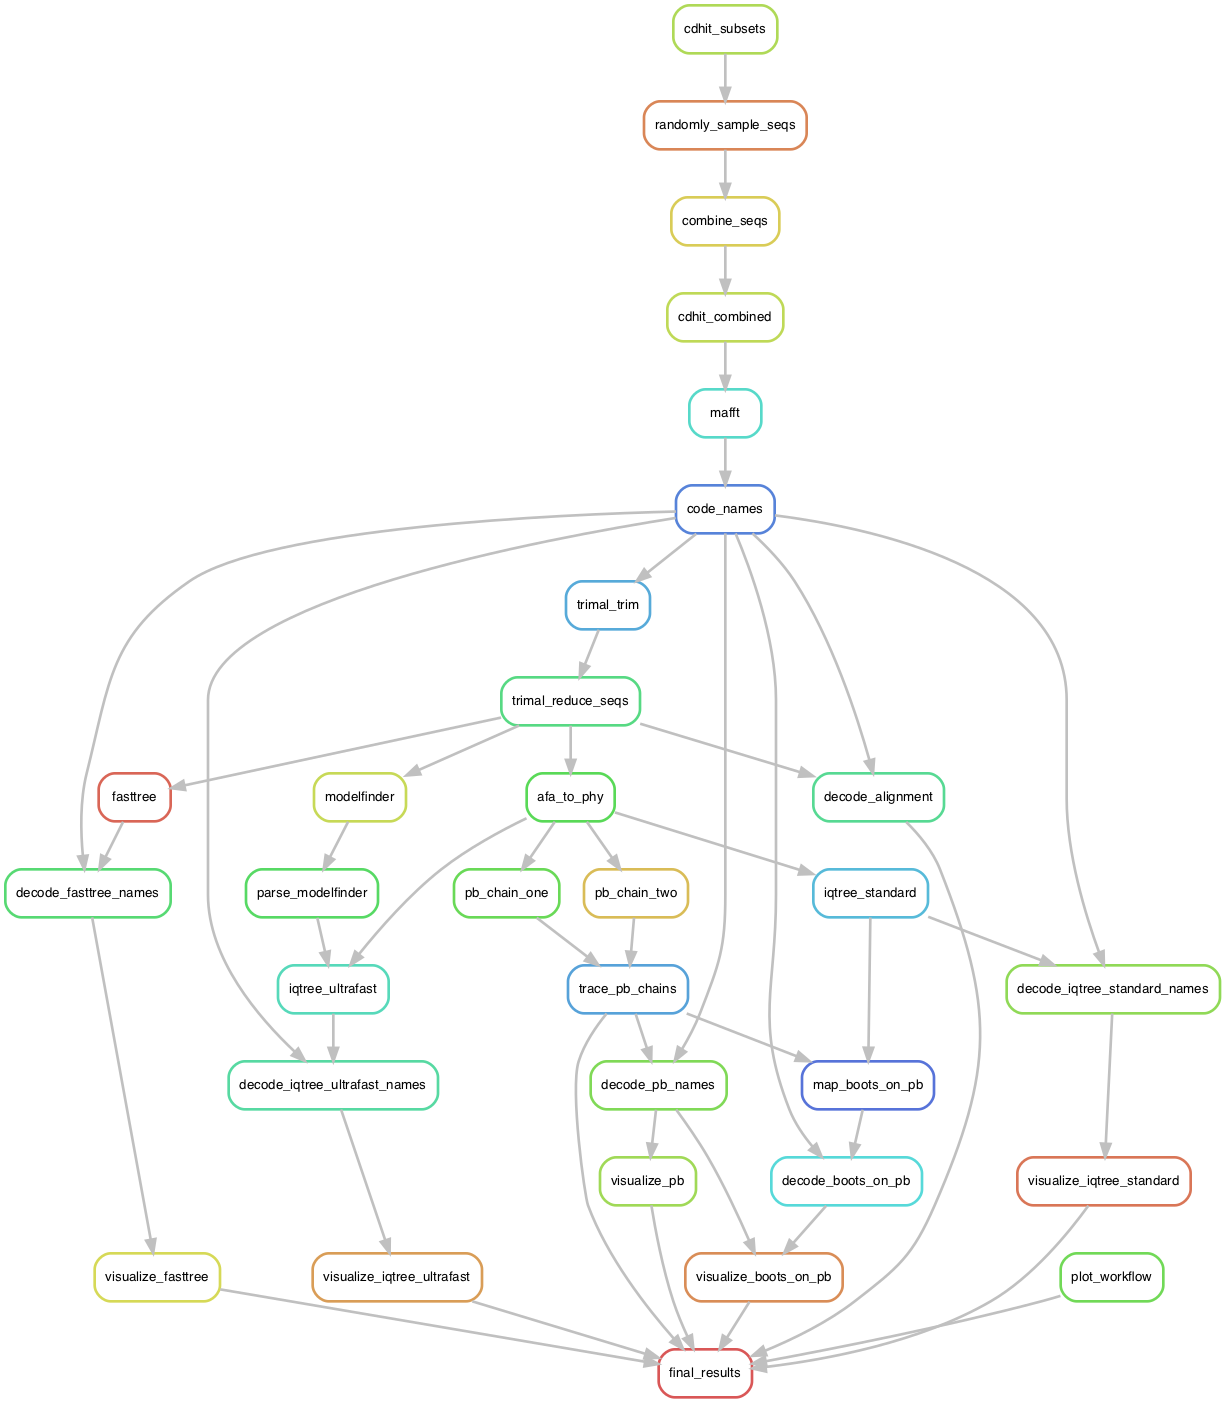 cdhit_subsets
randomly_sample_seqs
combine_seqs
cdhit_combined
mafft
code_names
trimal_trim
trimal_reduce_seqs
fasttree
modelfinder
afa_to_phy
decode_alignment
decode_fasttree_names
parse_modelfinder
pb_chain_one
pb_chain_two
iqtree_standard
iqtree_ultrafast
trace_pb_chains
decode_iqtree_standard_names
decode_iqtree_ultrafast_names
decode_pb_names
map_boots_on_pb
visualize_pb
decode_boots_on_pb
visualize_iqtree_standard
visualize_fasttree
visualize_iqtree_ultrafast
visualize_boots_on_pb
plot_workflow
final_results